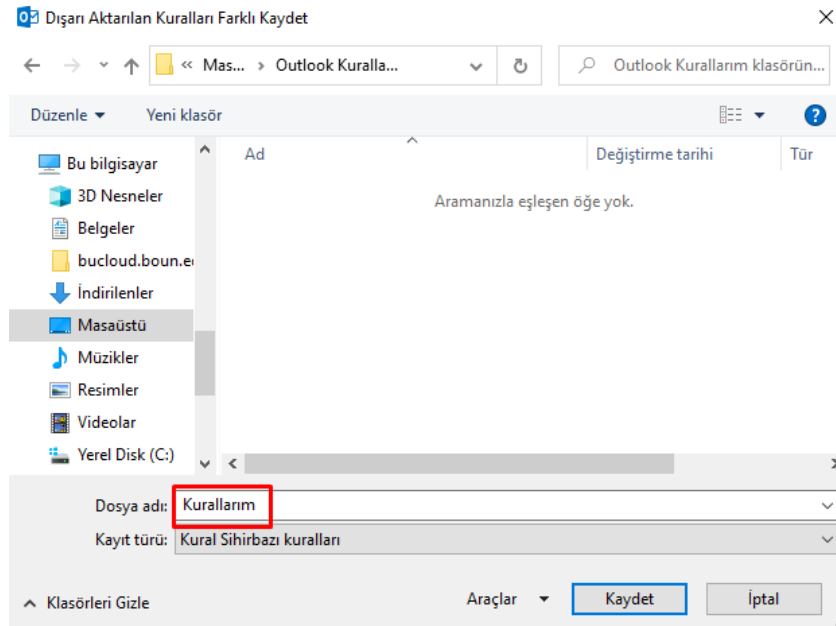 Dışarı Aktarılan Kuralları Farklı Kaydet
« Mas... › Outlook Kuralla...
Outlook Kurallarım klasörün...
Düzenle
Yeni klasör
Bu bilgisayar
3D Nesneler
Belgeler
bucloud.boun.e
İndirilenler
Masaüstü
Müzikler
Resimler
Videolar
Yerel Disk (C:)
Ad
Değiştirme tarihi
Tür
Aramanızla eşleşen öğe yok.
Dosya adı: Kurallarım
Kayıt türü: Kural Sihirbazı kuralları
Klasörleri Gizle
Araçlar
Kaydet
İptal